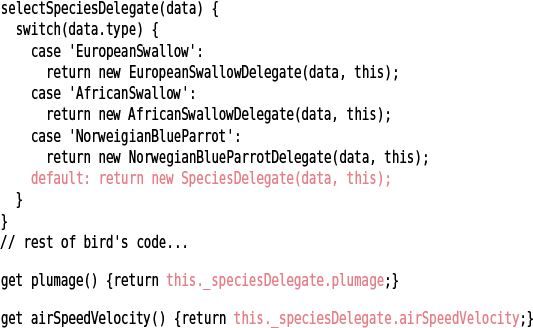 selectSpeciesDelegate(data) {
switch(data.type) {
case 'EuropeanSwallow':
return new EuropeanSwallowDelegate(data, this);
case 'AfricanSwallow':
return new AfricanSwallowDelegate(data, this);
case 'NorweigianBlueParrot':
return new NorwegianBlueParrotDelegate(data, this);
default: return new SpeciesDelegate(data, this);
}
}
// rest of bird's code...
get plumage() {return this._speciesDelegate.plumage;}
get airSpeedVelocity() {return this._speciesDelegate.airSpeedVelocity;}